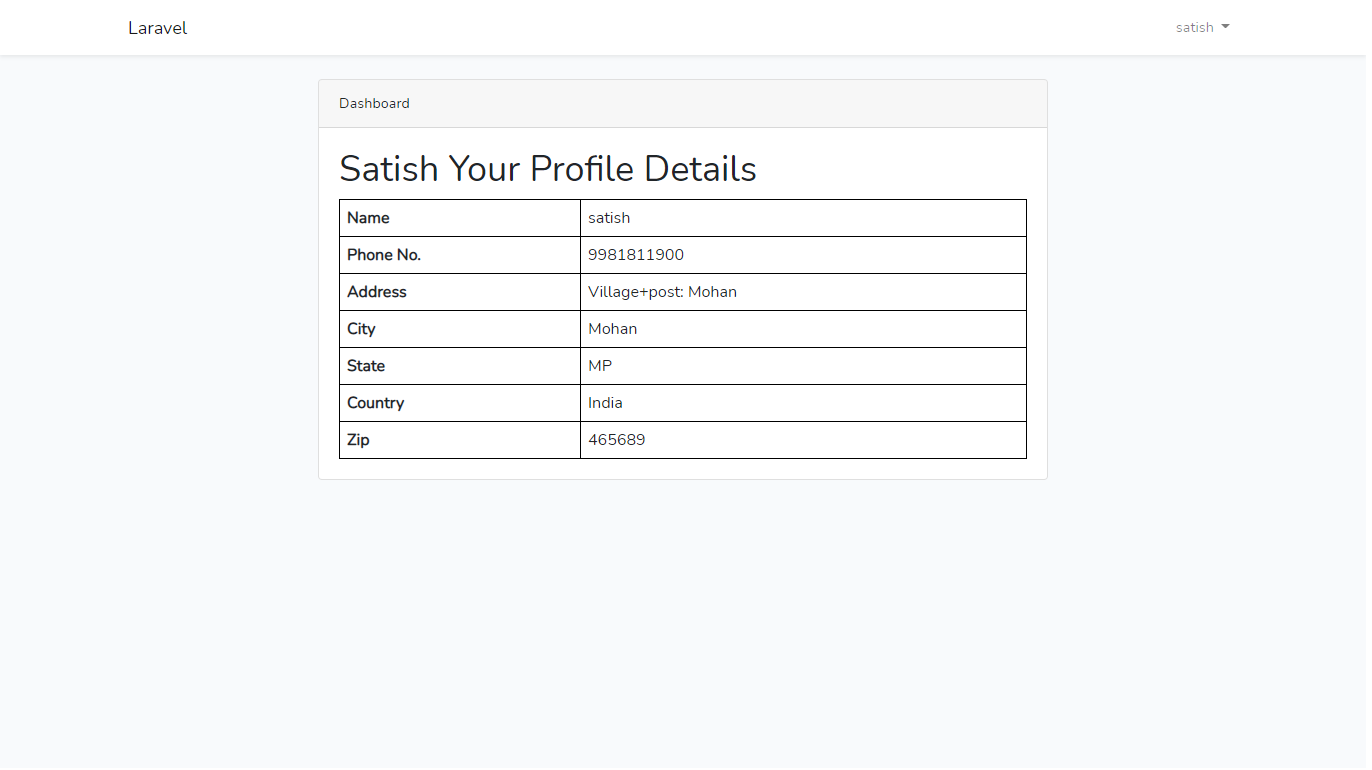 Laravel
satish
Dashboard
Satish Your Profile Details
Name satish
Phone No. 9981811900
Address Village+post: Mohan
City Mohan
State MP
Country India
Zip 465689